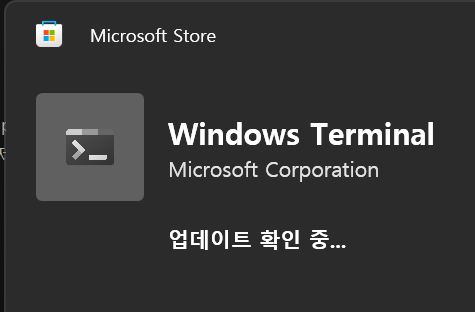 Microsoft Store
Windows Terminal
Microsoft Corporation
업데이트 확인 중...